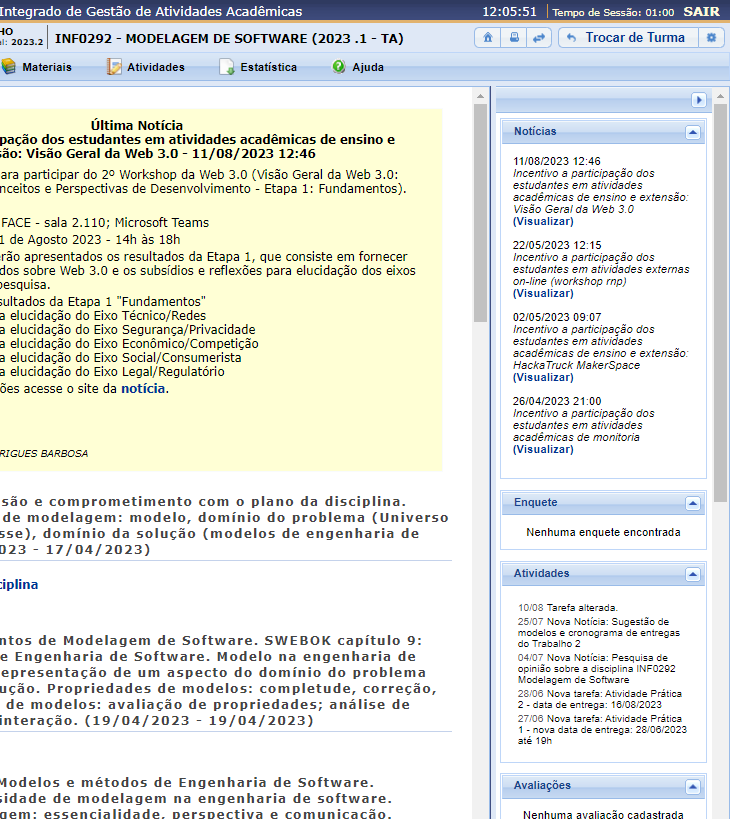 Integrado de Gestão de Atividades Acadêmicas
12:05:51
Tempo de Sessão: 01:00
SAIR
HO
el: 2023.2
INF0292 - MODELAGEM DE SOFTWARE (2023 .1 - TA)
Trocar de Turma
Materiais
Atividades
Estatística
Ajuda
Última Notícia
pação dos estudantes em atividades acadêmicas de ensino e
são: Visão Geral da Web 3.0 - 11/08/2023 12:46
ara participar do 2º Workshop da Web 3.0 (Visão Geral da Web 3.0:
nceitos e Perspectivas de Desenvolvimento - Etapa 1: Fundamentos).
FACE - sala 2.110; Microsoft Teams
1 de Agosto 2023 - 14h às 18h
erão apresentados os resultados da Etapa 1, que consiste em fornecer
dos sobre Web 3.0 e os subsídios e reflexões para elucidação dos eixos
pesquisa.
sultados da Etapa 1 "Fundamentos"
a elucidação do Eixo Técnico/Redes
a elucidação do Eixo Segurança/Privacidade
a elucidação do Eixo Econômico/Competição
a elucidação do Eixo Social/Consumerista
a elucidação do Eixo Legal/Regulatório
ões acesse o site da notícia.
RIGUES BARBOSA
são e comprometimento com o plano da disciplina.
de modelagem: modelo, domínio do problema (Universo
sse), domínio da solução (modelos de engenharia de
023 - 17/04/2023)
ciplina
ntos de Modelagem de Software. SWEBOK capítulo 9:
e Engenharia de Software. Modelo na engenharia de
epresentação de um aspecto do domínio do problema
ução. Propriedades de modelos: completude, correção,
de modelos: avaliação de propriedades; análise de
interação. (19/04/2023 - 19/04/2023)
Modelos e métodos de Engenharia de Software.
sidade de modelagem na engenharia de software.
gem: essencialidade, perspectiva e comunicação.
Notícias
11/08/2023 12:46
Incentivo a participação dos
estudantes em atividades
acadêmicas de ensino e extensão:
Visão Geral da Web 3.0
(Visualizar)
22/05/2023 12:15
Incentivo a participação dos
estudantes em atividades externas
on-line (workshop rnp)
(Visualizar)
02/05/2023 09:07
Incentivo a participação dos
estudantes em atividades
acadêmicas de ensino e extensão:
HackaTruck MakerSpace
(Visualizar)
26/04/2023 21:00
Incentivo a participação dos
estudantes em atividades
acadêmicas de monitoria
(Visualizar)
Enquete
Nenhuma enquete encontrada
Atividades
10/08 Tarefa alterada.
25/07 Nova Notícia: Sugestão de
modelos e cronograma de entregas
do Trabalho 2
04/07 Nova Notícia: Pesquisa de
opinião sobre a disciplina INF0292
Modelagem de Software
28/06 Nova tarefa: Atividade Prática
2 - data de entrega: 16/08/2023
27/06 Nova tarefa: Atividade Prática
1 - nova data de entrega: 28/06/2023
até 19h
Avaliações
Nenhuma avaliação cadastrada